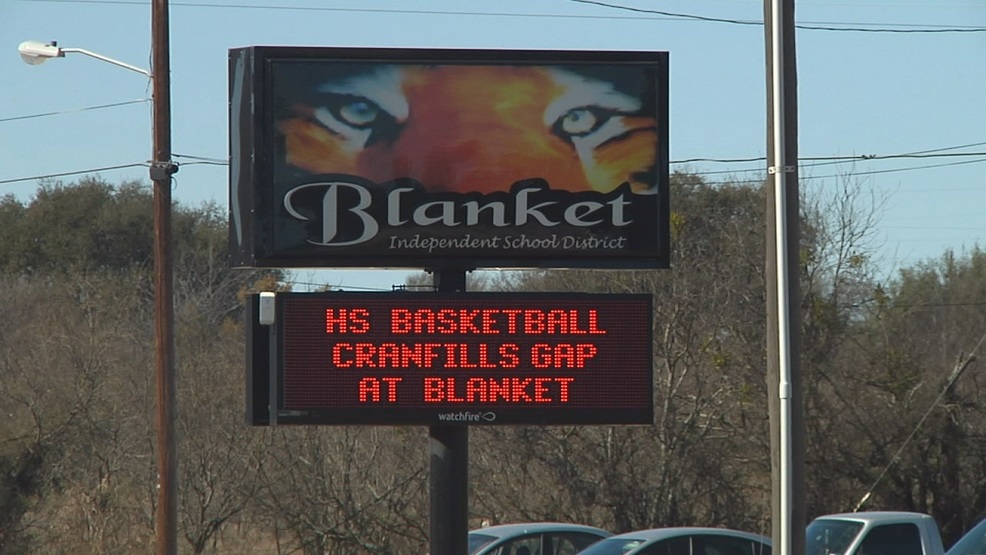 Blanket
Independent School District
HS BASKETBALL
CRANFILLS GAP
AT BLANKET
watchfire